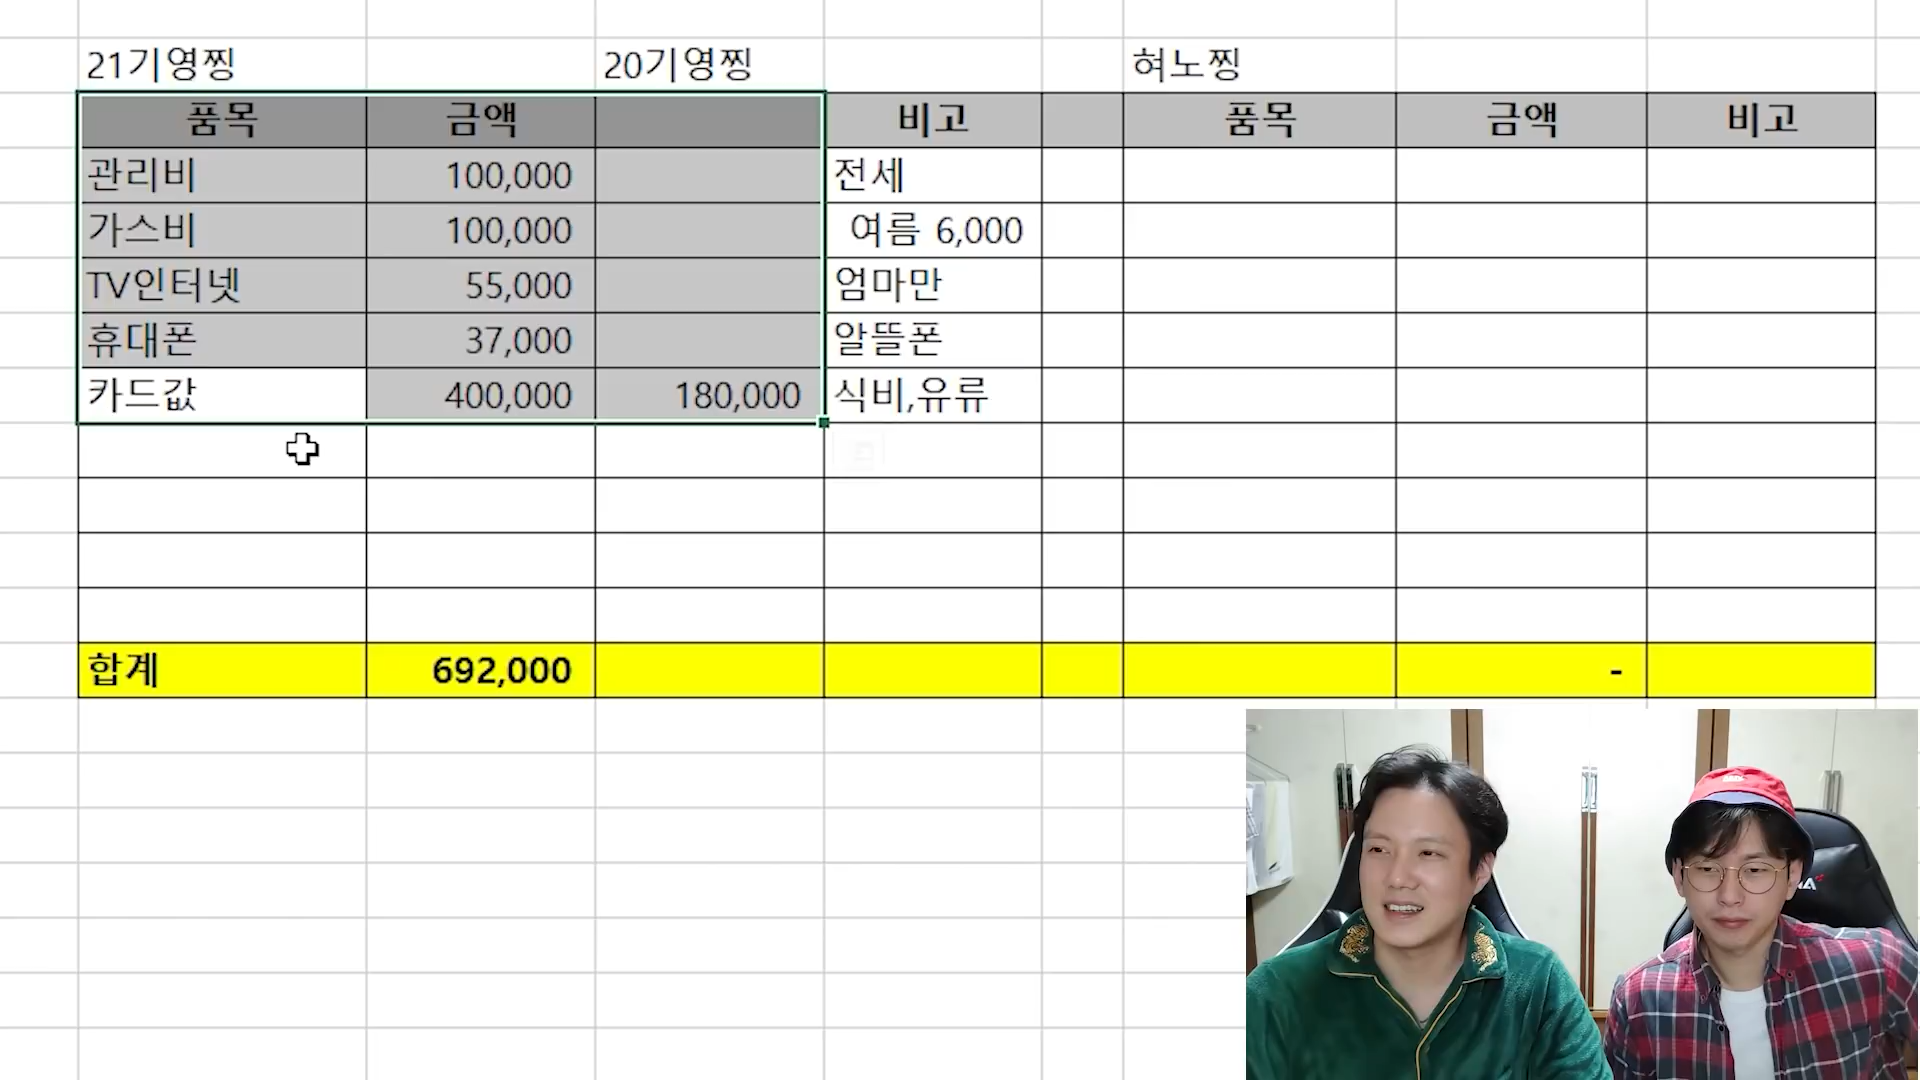 21기영찡 20기영찡 혀노찡
품목 금액 비고 품목 금액 비고
관리비 100,000 전세
가스비 100,000 여름 6,000
TV인터넷 55,000 엄마만
휴대폰 37,000 알뜰폰
카드값 400,000 180,000 식비,유류
합계 692,000 -